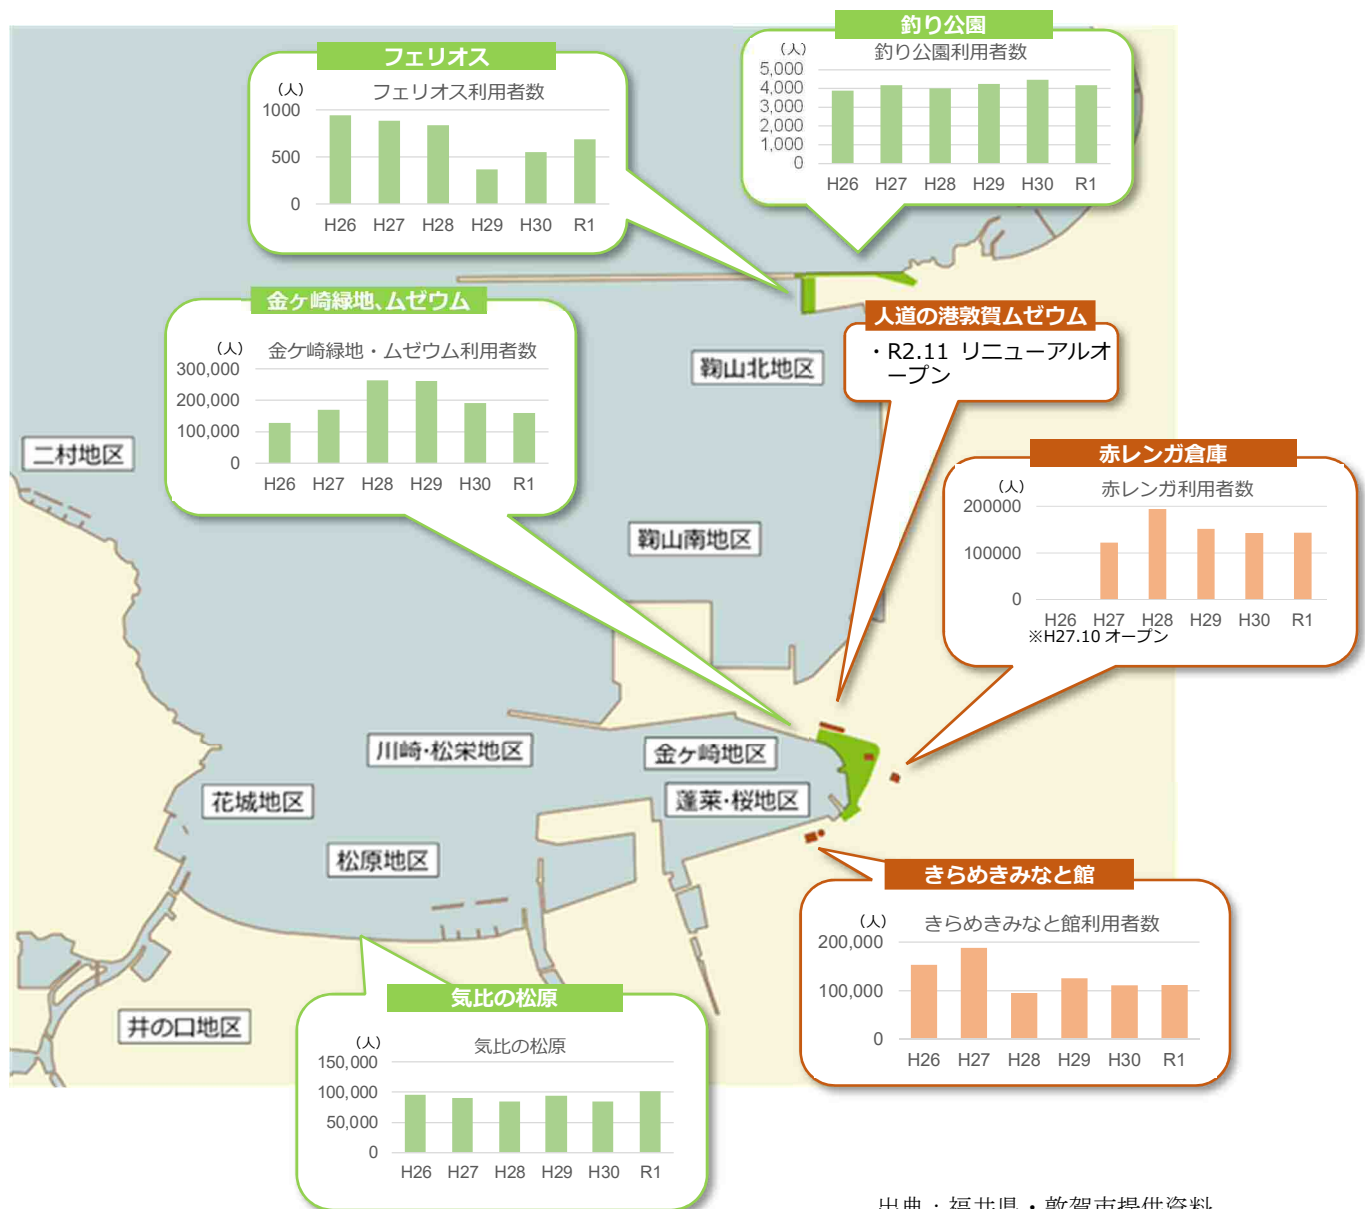 フェリオス
(人)
フェリオス利用者数
1000
500
0
H26 H27 H28 H29 H30 R1
釣り公園
(人)
釣り公園利用者数
5,000
4,000
3,000
2,000
1,000
0
H26 H27 H28 H29 H30 R1
金ヶ崎緑地、ムゼウム
(人)
金ケ崎緑地・ムゼウム利用者数
300,000
200,000
100,000
0
H26 H27 H28 H29 H30 R1
人道の港敦賀ムゼウム
・R2.11 リニューアルオ
ープン
赤レンガ倉庫
(人)
赤レンガ利用者数
200000
100000
0
H26 H27 H28 H29 H30 R1
※H27.10 オープン
鞠山北地区
二村地区
鞠山南地区
川崎・松栄地区
金ヶ崎地区
花城地区
蓬莱・桜地区
松原地区
井の口地区
きらめきみなと館
(人)
きらめきみなと館利用者数
200,000
100,000
0
H26 H27 H28 H29 H30 R1
気比の松原
(人)
気比の松原
150,000
100,000
50,000
0
H26 H27 H28 H29 H30 R1
出典：福井県・敦賀市提供資料